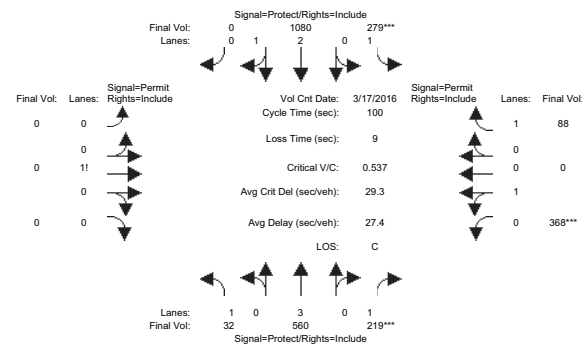 Signal=Protect/Rights=Include
Final Vol: 0 1080 279***
Lanes: 0 1 2 0 1
Signal=Permit
Final Vol: Lanes: Rights=Include
Vol Cnt Date: 3/17/2016
Signal=Permit
Rights=Include Lanes: Final Vol:
Cycle Time (sec): 100
0 0
1 88
Loss Time (sec): 9
0
0
0 1!
Critical V/C: 0.537
0 0
0
Avg Crit Del (sec/veh): 29.3
1
0 0
Avg Delay (sec/veh): 27.4
0 368***
LOS: C
Lanes: 1 0 3 0 1
Final Vol: 32 560 219***
Signal=Protect/Rights=Include